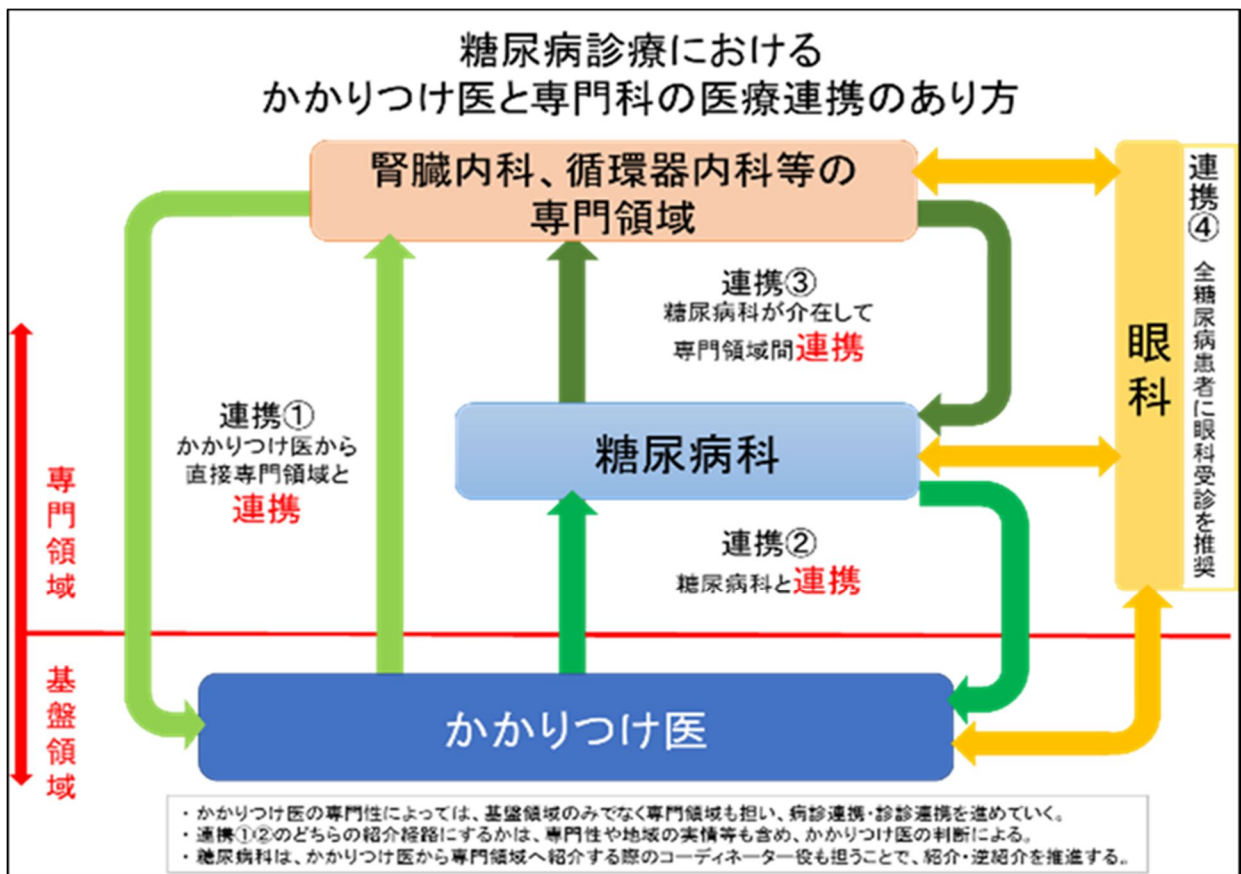 糖尿病診療における
かかりつけ医と専門科の医療連携のあり方
腎臓内科、循環器内科等の
専門領域
連携③
糖尿病科が介在して
専門領域間連携
連携①
かかりつけ医から
直接専門領域と
連携
糖尿病科
連携②
糖尿病科と連携
眼科
連携④ 全糖尿病患者に眼科受診を推奨
専門領域
基盤領域
かかりつけ医
・かかりつけ医の専門性によっては、基盤領域のみでなく専門領域も担い、病診連携・診診連携を進めていく。
・連携①②のどちらの紹介経路にするかは、専門性や地域の実情等も含め、かかりつけ医の判断による。
・糖尿病科は、かかりつけ医から専門領域へ紹介する際のコーディネーター役も担うことで、紹介・逆紹介を推進する。